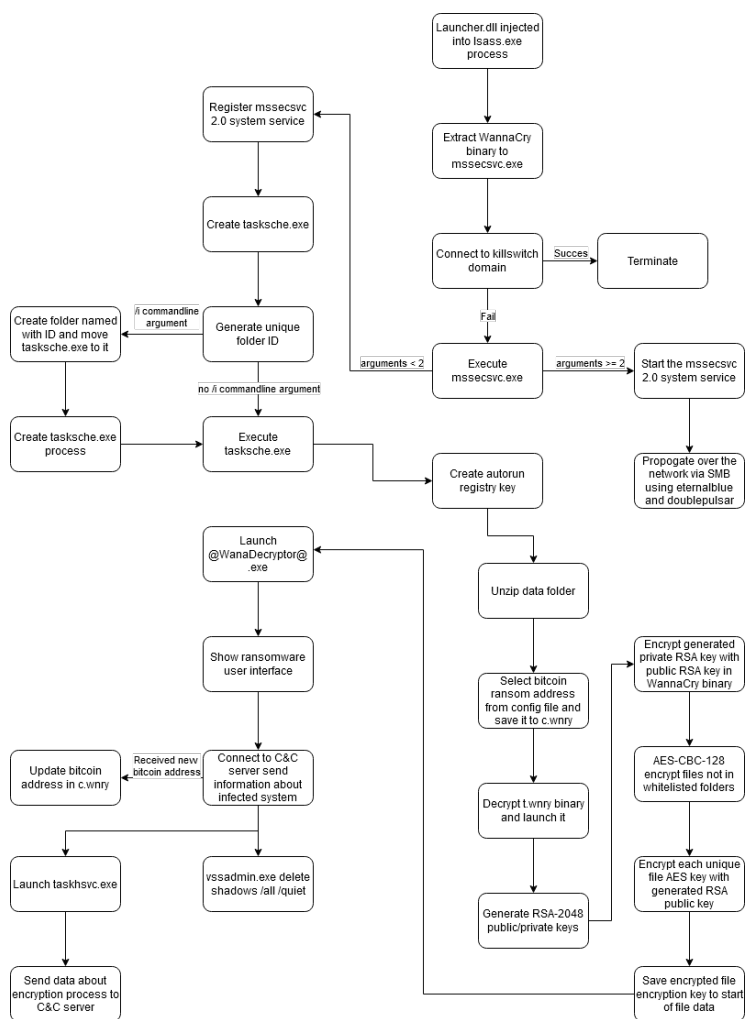 Launcher.dll injected
into lsass.exe
process
Register mssecsvc
2.0 system service
Extract WannaCry
binary to
mssecsvc.exe
Create tasksche.exe
Connect to killswitch
domain
Succes
Terminate
Fail
/i commandline
argument
Create folder named
with ID and move
tasksche.exe to it
Generate unique
folder ID
arguments < 2
Execute
mssecsvc.exe
arguments >= 2
Start the mssecsvc
2.0 system service
no /i commandline argument
Create tasksche.exe
process
Execute
tasksche.exe
Create autorun
registry key
Propogate over the
network via SMB
using eternalblue
and doublepulsar
Launch
@WanaDecryptor@
.exe
Unzip data folder
Show ransomware
user interface
Select bitcoin
ransom address
from config file and
save it to c.wnry
Encrypt generated
private RSA key with
public RSA key in
WannaCry binary
Update bitcoin
address in c.wnry
Received new
bitcoin address
Connect to C&C
server send
information about
infected system
Decrypt t.wnry binary
and launch it
AES-CBC-128
encrypt files not in
whitelisted folders
Launch taskhsvc.exe
vssadmin.exe delete
shadows /all /quiet
Generate RSA-2048
public/private keys
Encrypt each unique
file AES key with
generated RSA
public key
Send data about
encryption process to
C&C server
Save encrypted file
encryption key to start
of file data